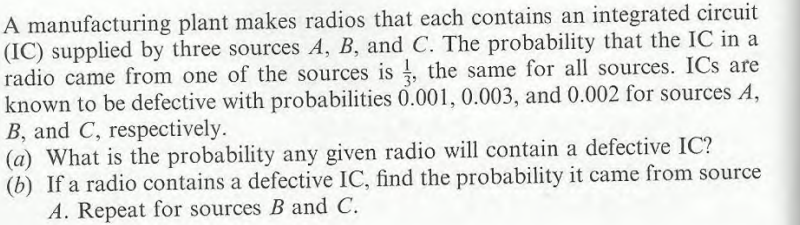 A manufacturing plant makes radios that each contains an integrated circuit
(IC) supplied by three sources A, B, and C. The probability that the IC in a
radio came from one of the sources is 1/3, the same for all sources. ICs are
known to be defective with probabilities 0.001, 0.003, and 0.002 for sources A,
B, and C, respectively.
(a) What is the probability any given radio will contain a defective IC?
(b) If a radio contains a defective IC, find the probability it came from source
A. Repeat for sources B and C.